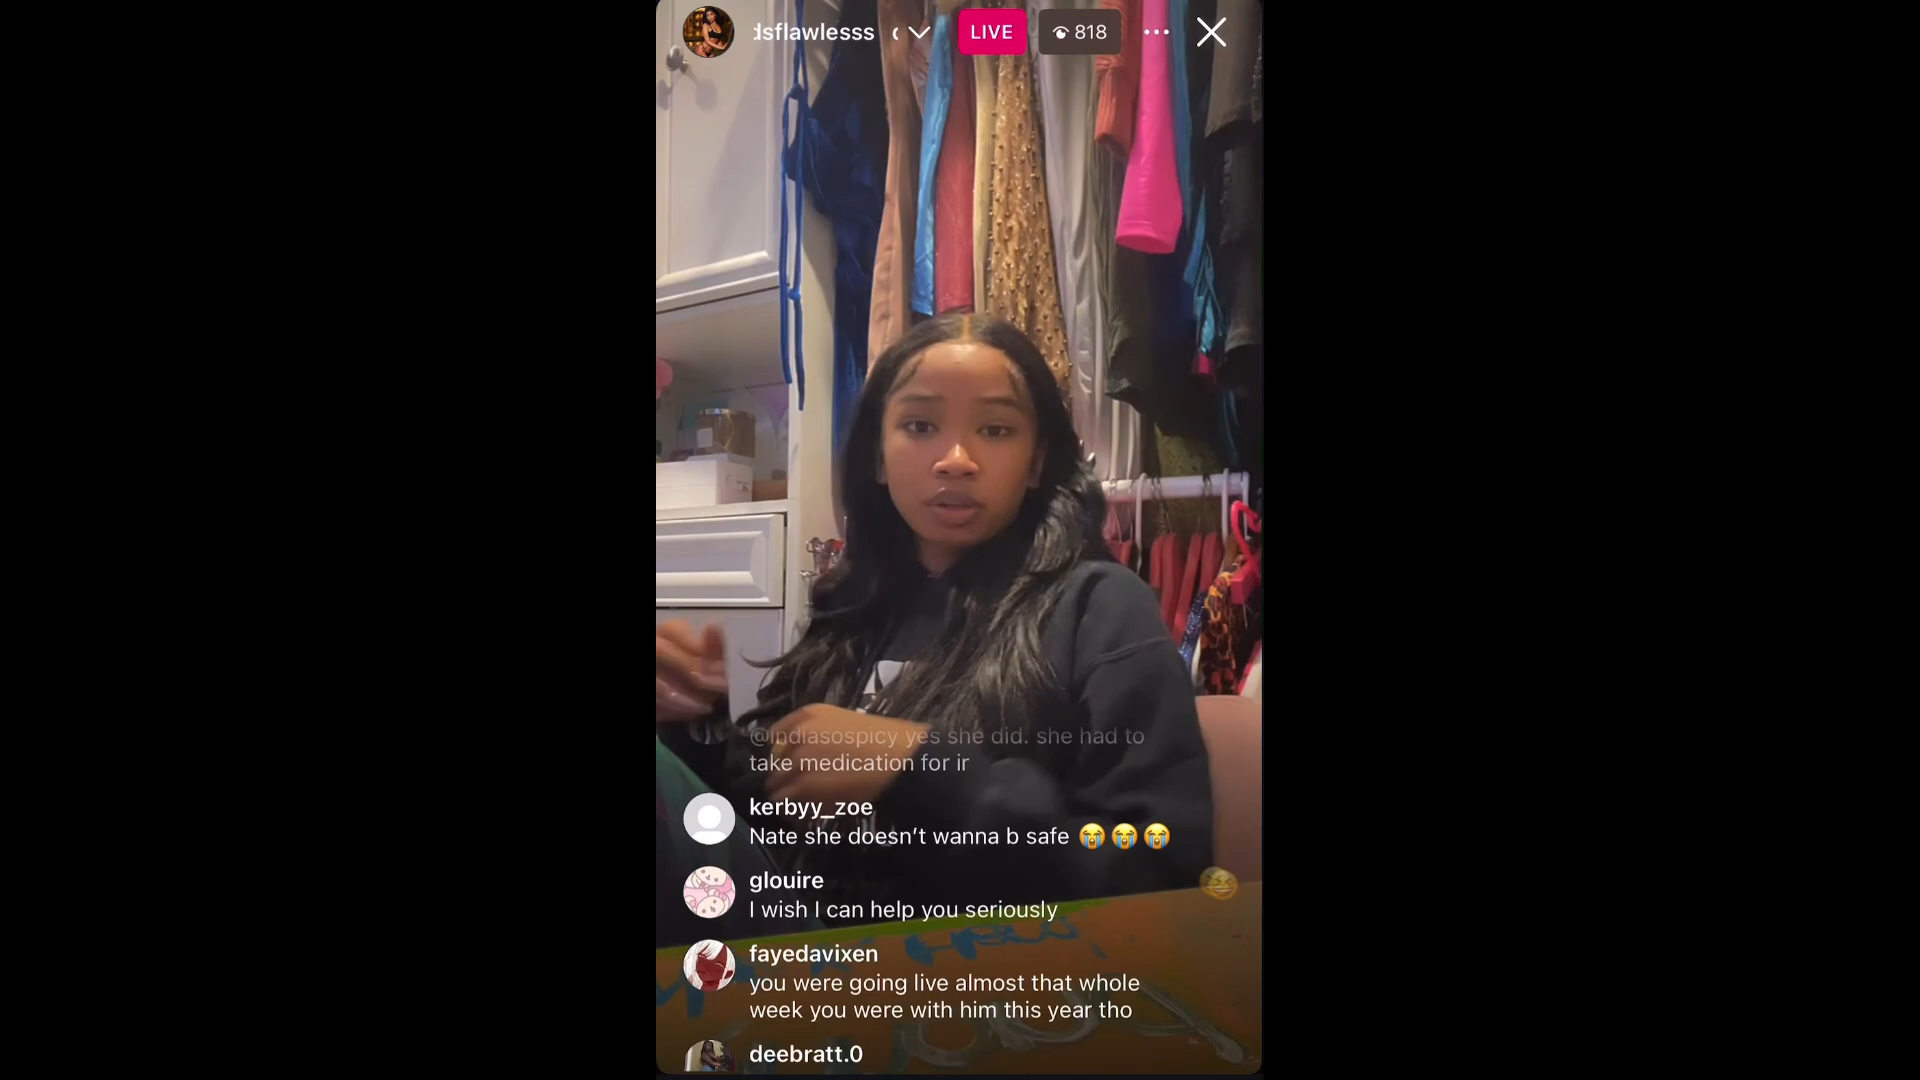 dsflawlesss
LIVE
818
@indiasospicy yes she did. she had to
take medication for ir
kerbyy_zoe
Nate she doesn’t wanna b safe 😭😭😭
glouire
I wish I can help you seriously
fayedavixen
you were going live almost that whole
week you were with him this year tho
deebratt.0